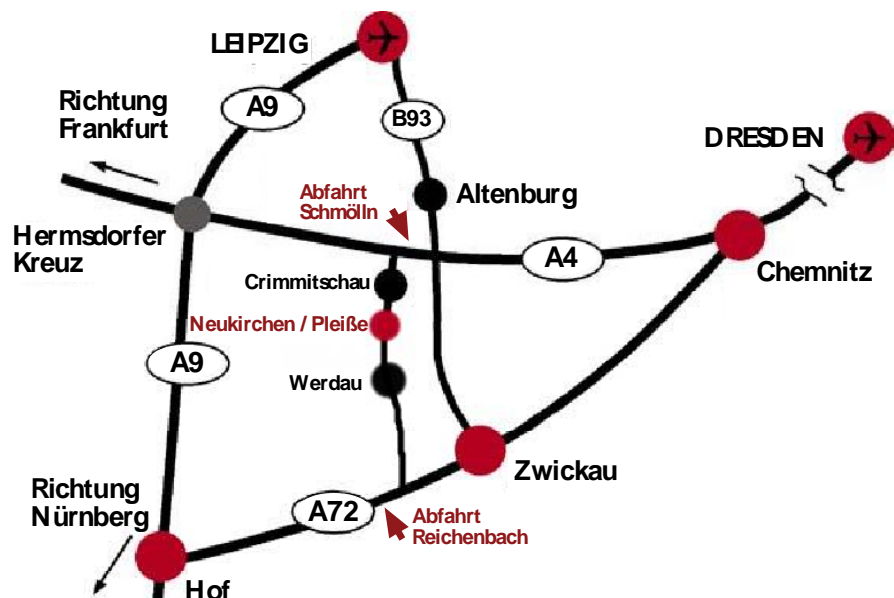 LEIPZIG
A9
Richtung
Frankfurt
B93
DRESDEN
Abfahrt
Schmölln
Altenburg
Hermsdorfer
Kreuz
A4
Chemnitz
Crimmitschau
Neukirchen / Pleiße
A9
Werdau
Zwickau
Richtung
Nürnberg
A72
Abfahrt
Reichenbach
Hof